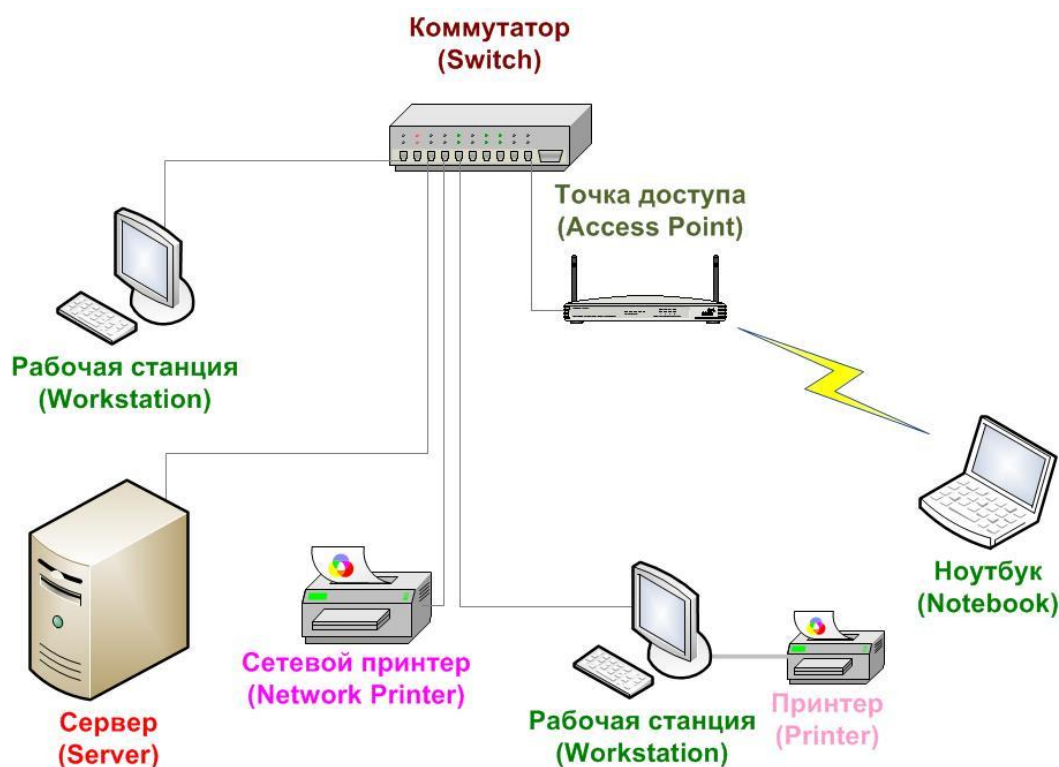 Коммутатор
(Switch)
Точка доступа
(Access Point)
Рабочая станция
(Workstation)
Ноутбук
(Notebook)
Сетевой принтер
(Network Printer)
Сервер
(Server)
Рабочая станция
(Workstation)
Принтер
(Printer)